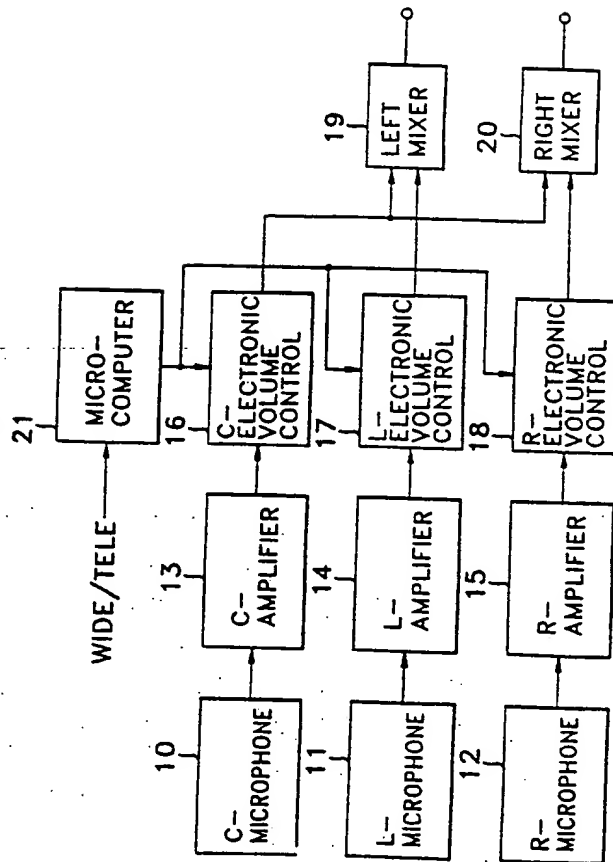 21
MICRO-
COMPUTER
WIDE/TELE
10
C-
MICROPHONE
13
C-
AMPLIFIER
16
C-
ELECTRONIC
VOLUME
CONTROL
19
LEFT
MIXER
11
L-
MICROPHONE
14
L-
AMPLIFIER
17
L-
ELECTRONIC
VOLUME
CONTROL
20
RIGHT
MIXER
12
R-
MICROPHONE
15
R-
AMPLIFIER
18
R-
ELECTRONIC
VOLUME
CONTROL